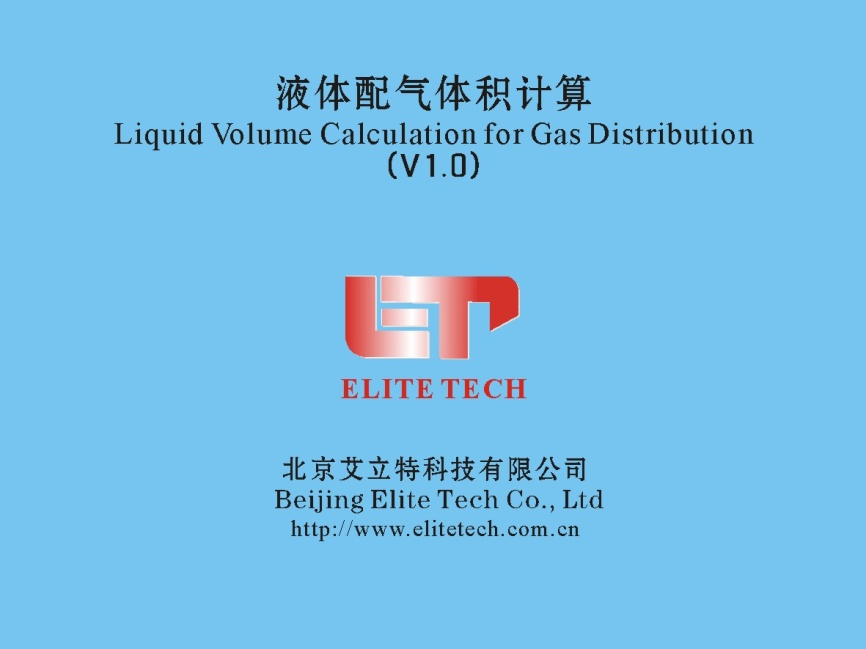 液体配气体积计算
Liquid Volume Calculation for Gas Distribution
(V1.0)
ELITE TECH
北京艾立特科技有限公司
Beijing Elite Tech Co., Ltd
http://www.elitetech.com.cn